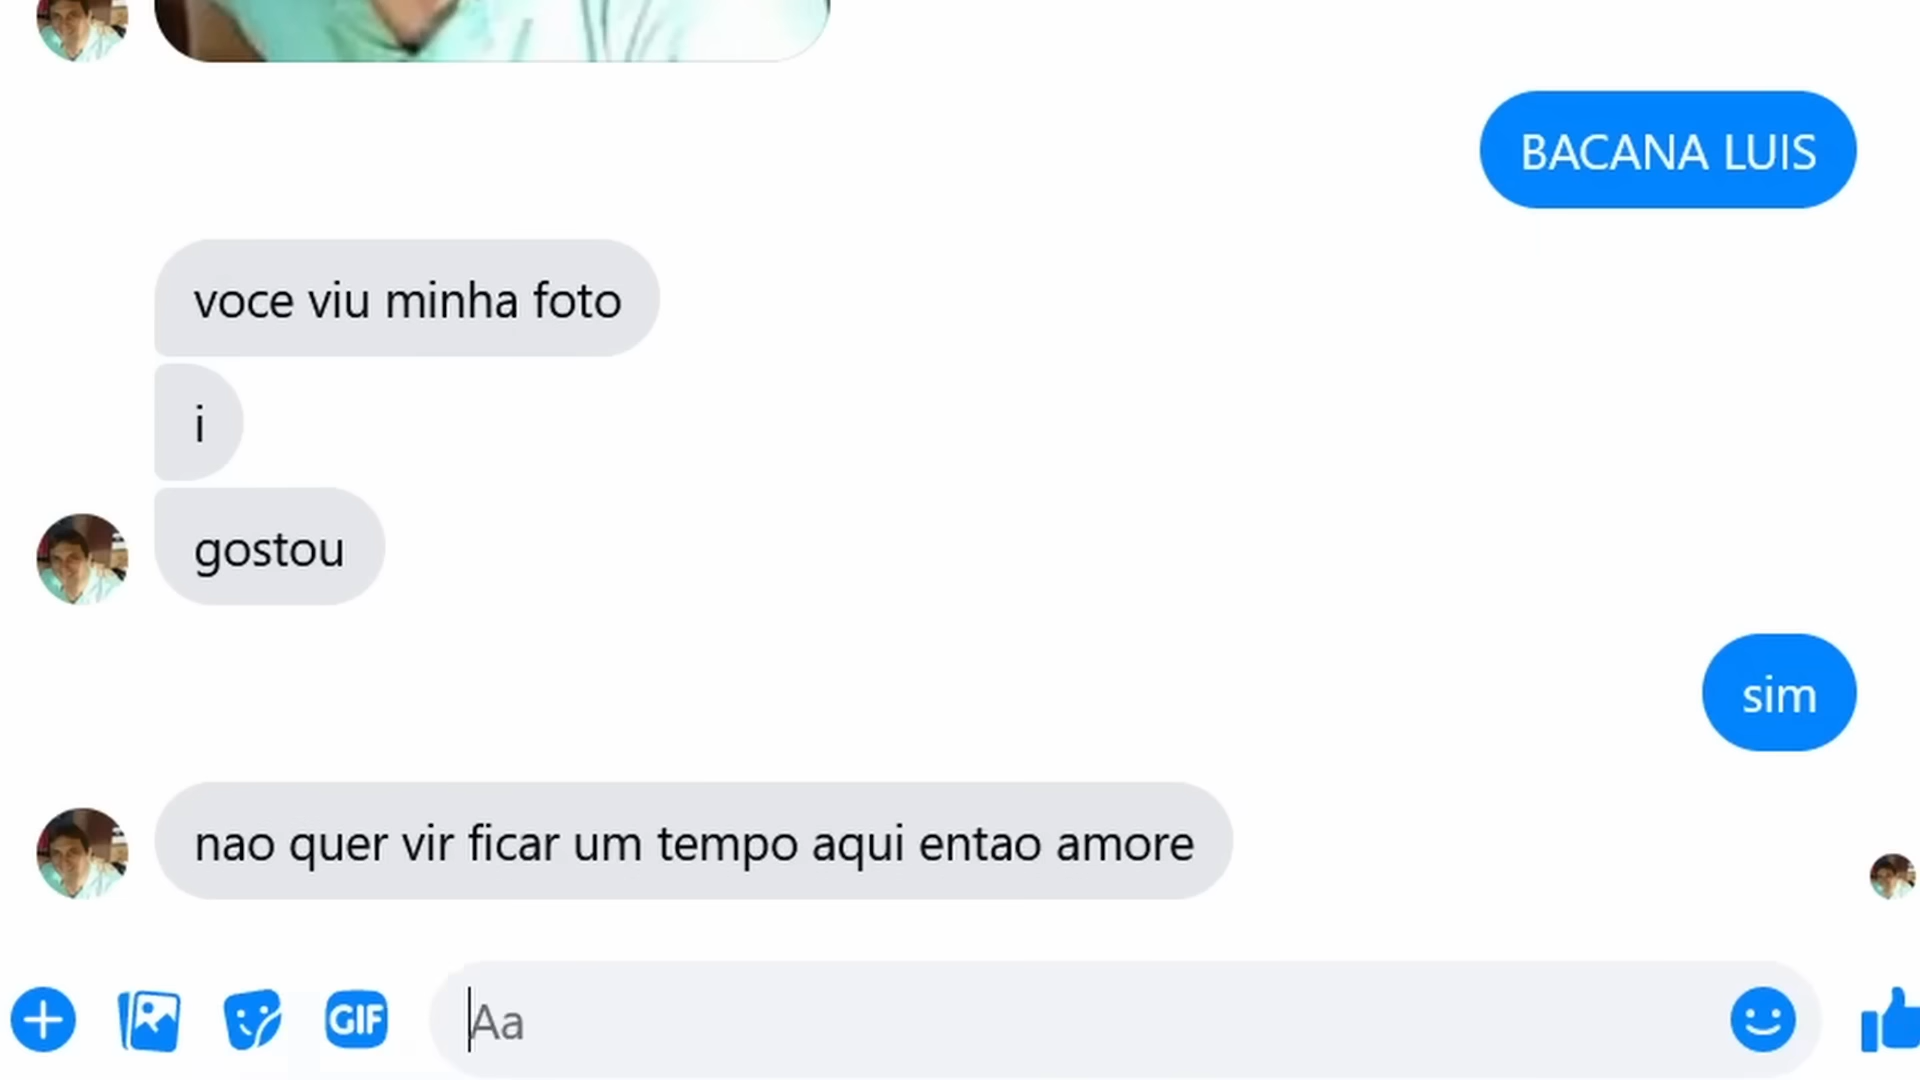 BACANA LUIS
voce viu minha foto
i
gostou
sim
nao quer vir ficar um tempo aqui entao amore
GIF
Aa